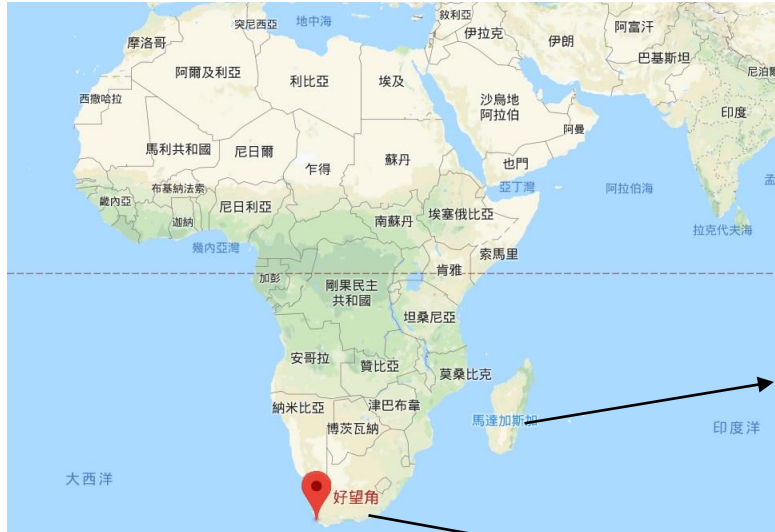 突尼西亞
地中海
敘利亞
伊拉克
伊朗
阿富汗
摩洛哥
巴基斯坦
尼泊爾
阿爾及利亞
利比亞
埃及
西撒哈拉
沙烏地
阿拉伯
印度
阿曼
馬利共和國
尼日爾
乍得
蘇丹
也門
亞丁灣
阿拉伯海
孟
布基納法索
畿內亞
迦納
尼日利亞
南蘇丹
埃塞俄比亞
拉克代夫海
幾內亞灣
索馬里
加彭
肯雅
剛果民主
共和國
坦桑尼亞
安哥拉
贊比亞
莫桑比克
納米比亞
津巴布韋
博茨瓦納
馬達加斯加
印度洋
大西洋
好望角